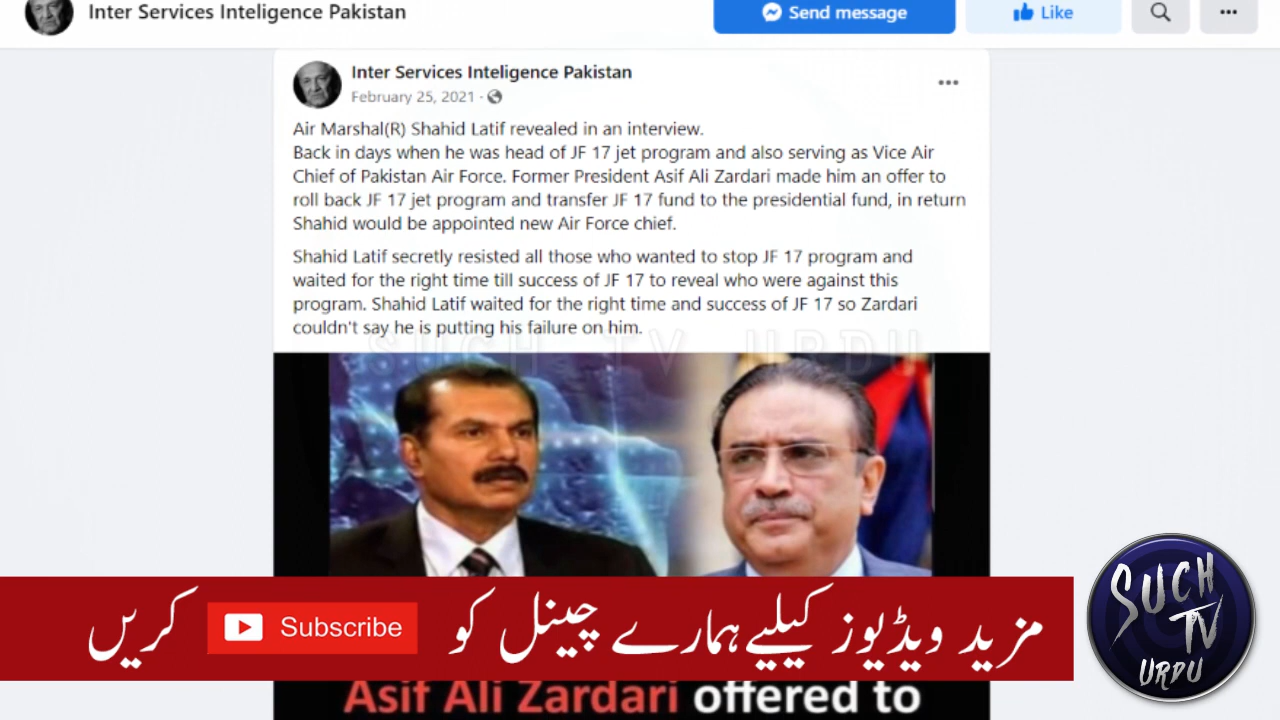 Inter Services Inteligence Pakistan
Send message
Like
Inter Services Inteligence Pakistan
February 25, 2021 ·
Air Marshal(R) Shahid Latif revealed in an interview.
Back in days when he was head of JF 17 jet program and also serving as Vice Air
Chief of Pakistan Air Force. Former President Asif Ali Zardari made him an offer to
roll back JF 17 jet program and transfer JF 17 fund to the presidential fund, in return
Shahid would be appointed new Air Force chief.
Shahid Latif secretly resisted all those who wanted to stop JF 17 program and
waited for the right time till success of JF 17 to reveal who were against this
program. Shahid Latif waited for the right time and success of JF 17 so Zardari
couldn't say he is putting his failure on him.
SUCH TV URDU
مزید ویڈیوز کیلیے ہمارے چینل کو Subscribe کریں
SUCH
TV
URDU
Asif Ali Zardari offered to